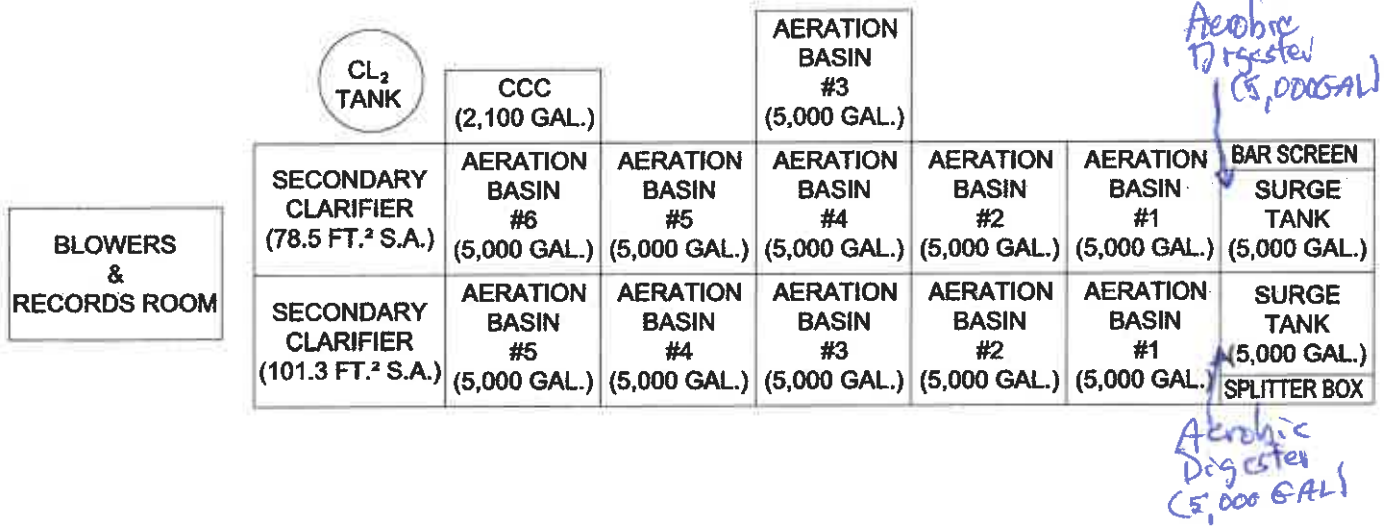 Aerobic
Digester
(5,000GAL)
CL₂
TANK
CCC
(2,100 GAL.)
AERATION
BASIN
#3
(5,000 GAL.)
SECONDARY
CLARIFIER
(78.5 FT.² S.A.)
AERATION
BASIN
#6
(5,000 GAL.)
AERATION
BASIN
#5
(5,000 GAL.)
AERATION
BASIN
#4
(5,000 GAL.)
AERATION
BASIN
#2
(5,000 GAL.)
AERATION
BASIN
#1
(5,000 GAL.)
BAR SCREEN
SURGE
TANK
(5,000 GAL.)
BLOWERS
&
RECORDS ROOM
SECONDARY
CLARIFIER
(101.3 FT.² S.A.)
AERATION
BASIN
#5
(5,000 GAL.)
AERATION
BASIN
#4
(5,000 GAL.)
AERATION
BASIN
#3
(5,000 GAL.)
AERATION
BASIN
#2
(5,000 GAL.)
AERATION
BASIN
#1
(5,000 GAL.)
SURGE
TANK
(5,000 GAL.)
SPLITTER BOX
Aerobic
Digester
(5,000 GAL)